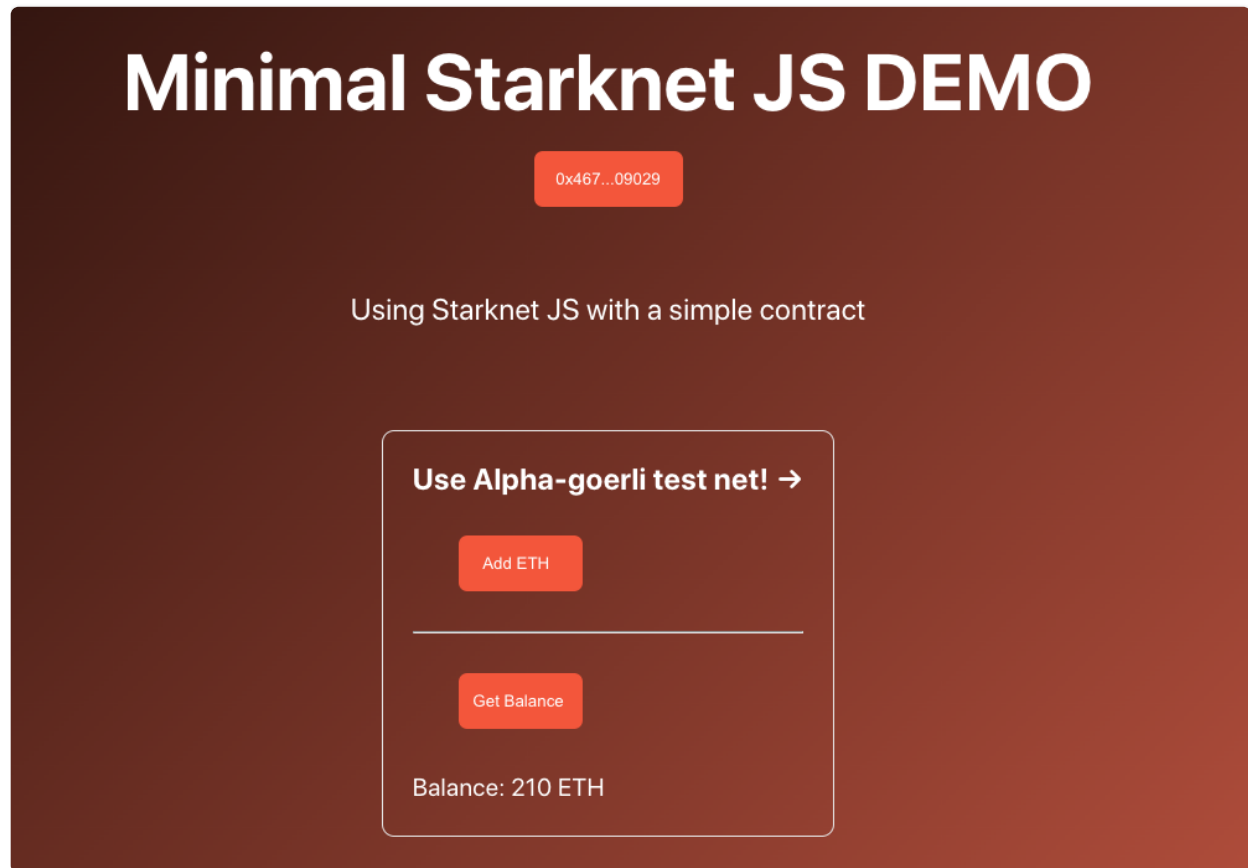 Minimal Starknet JS DEMO
0x467...09029
Using Starknet JS with a simple contract
Use Alpha-goerli test net! →
Add ETH
Get Balance
Balance: 210 ETH